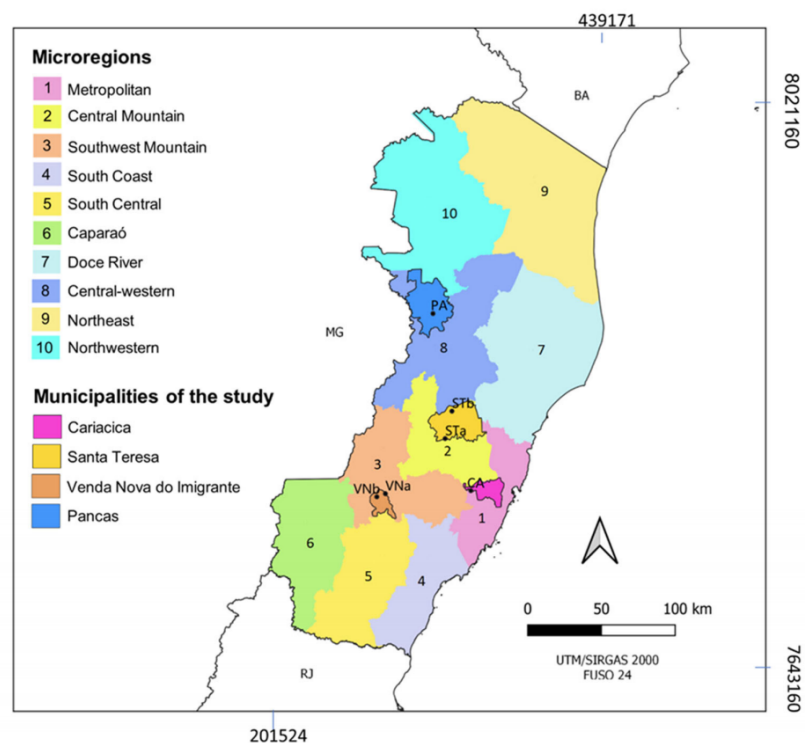 439171
8021160
Microregions
1 Metropolitan
2 Central Mountain
3 Southwest Mountain
4 South Coast
5 South Central
6 Caparaó
7 Doce River
8 Central-western
9 Northeast
10 Northwestern
Municipalities of the study
Cariacica
Santa Teresa
Venda Nova do Imigrante
Pancas
BA
9
10
PA
MG
8
7
STb
STa
2
3
VNb VNa
CA
1
6
5
4
RJ
0 50 100 km
UTM/SIRGAS 2000
FUSO 24
7643160
201524